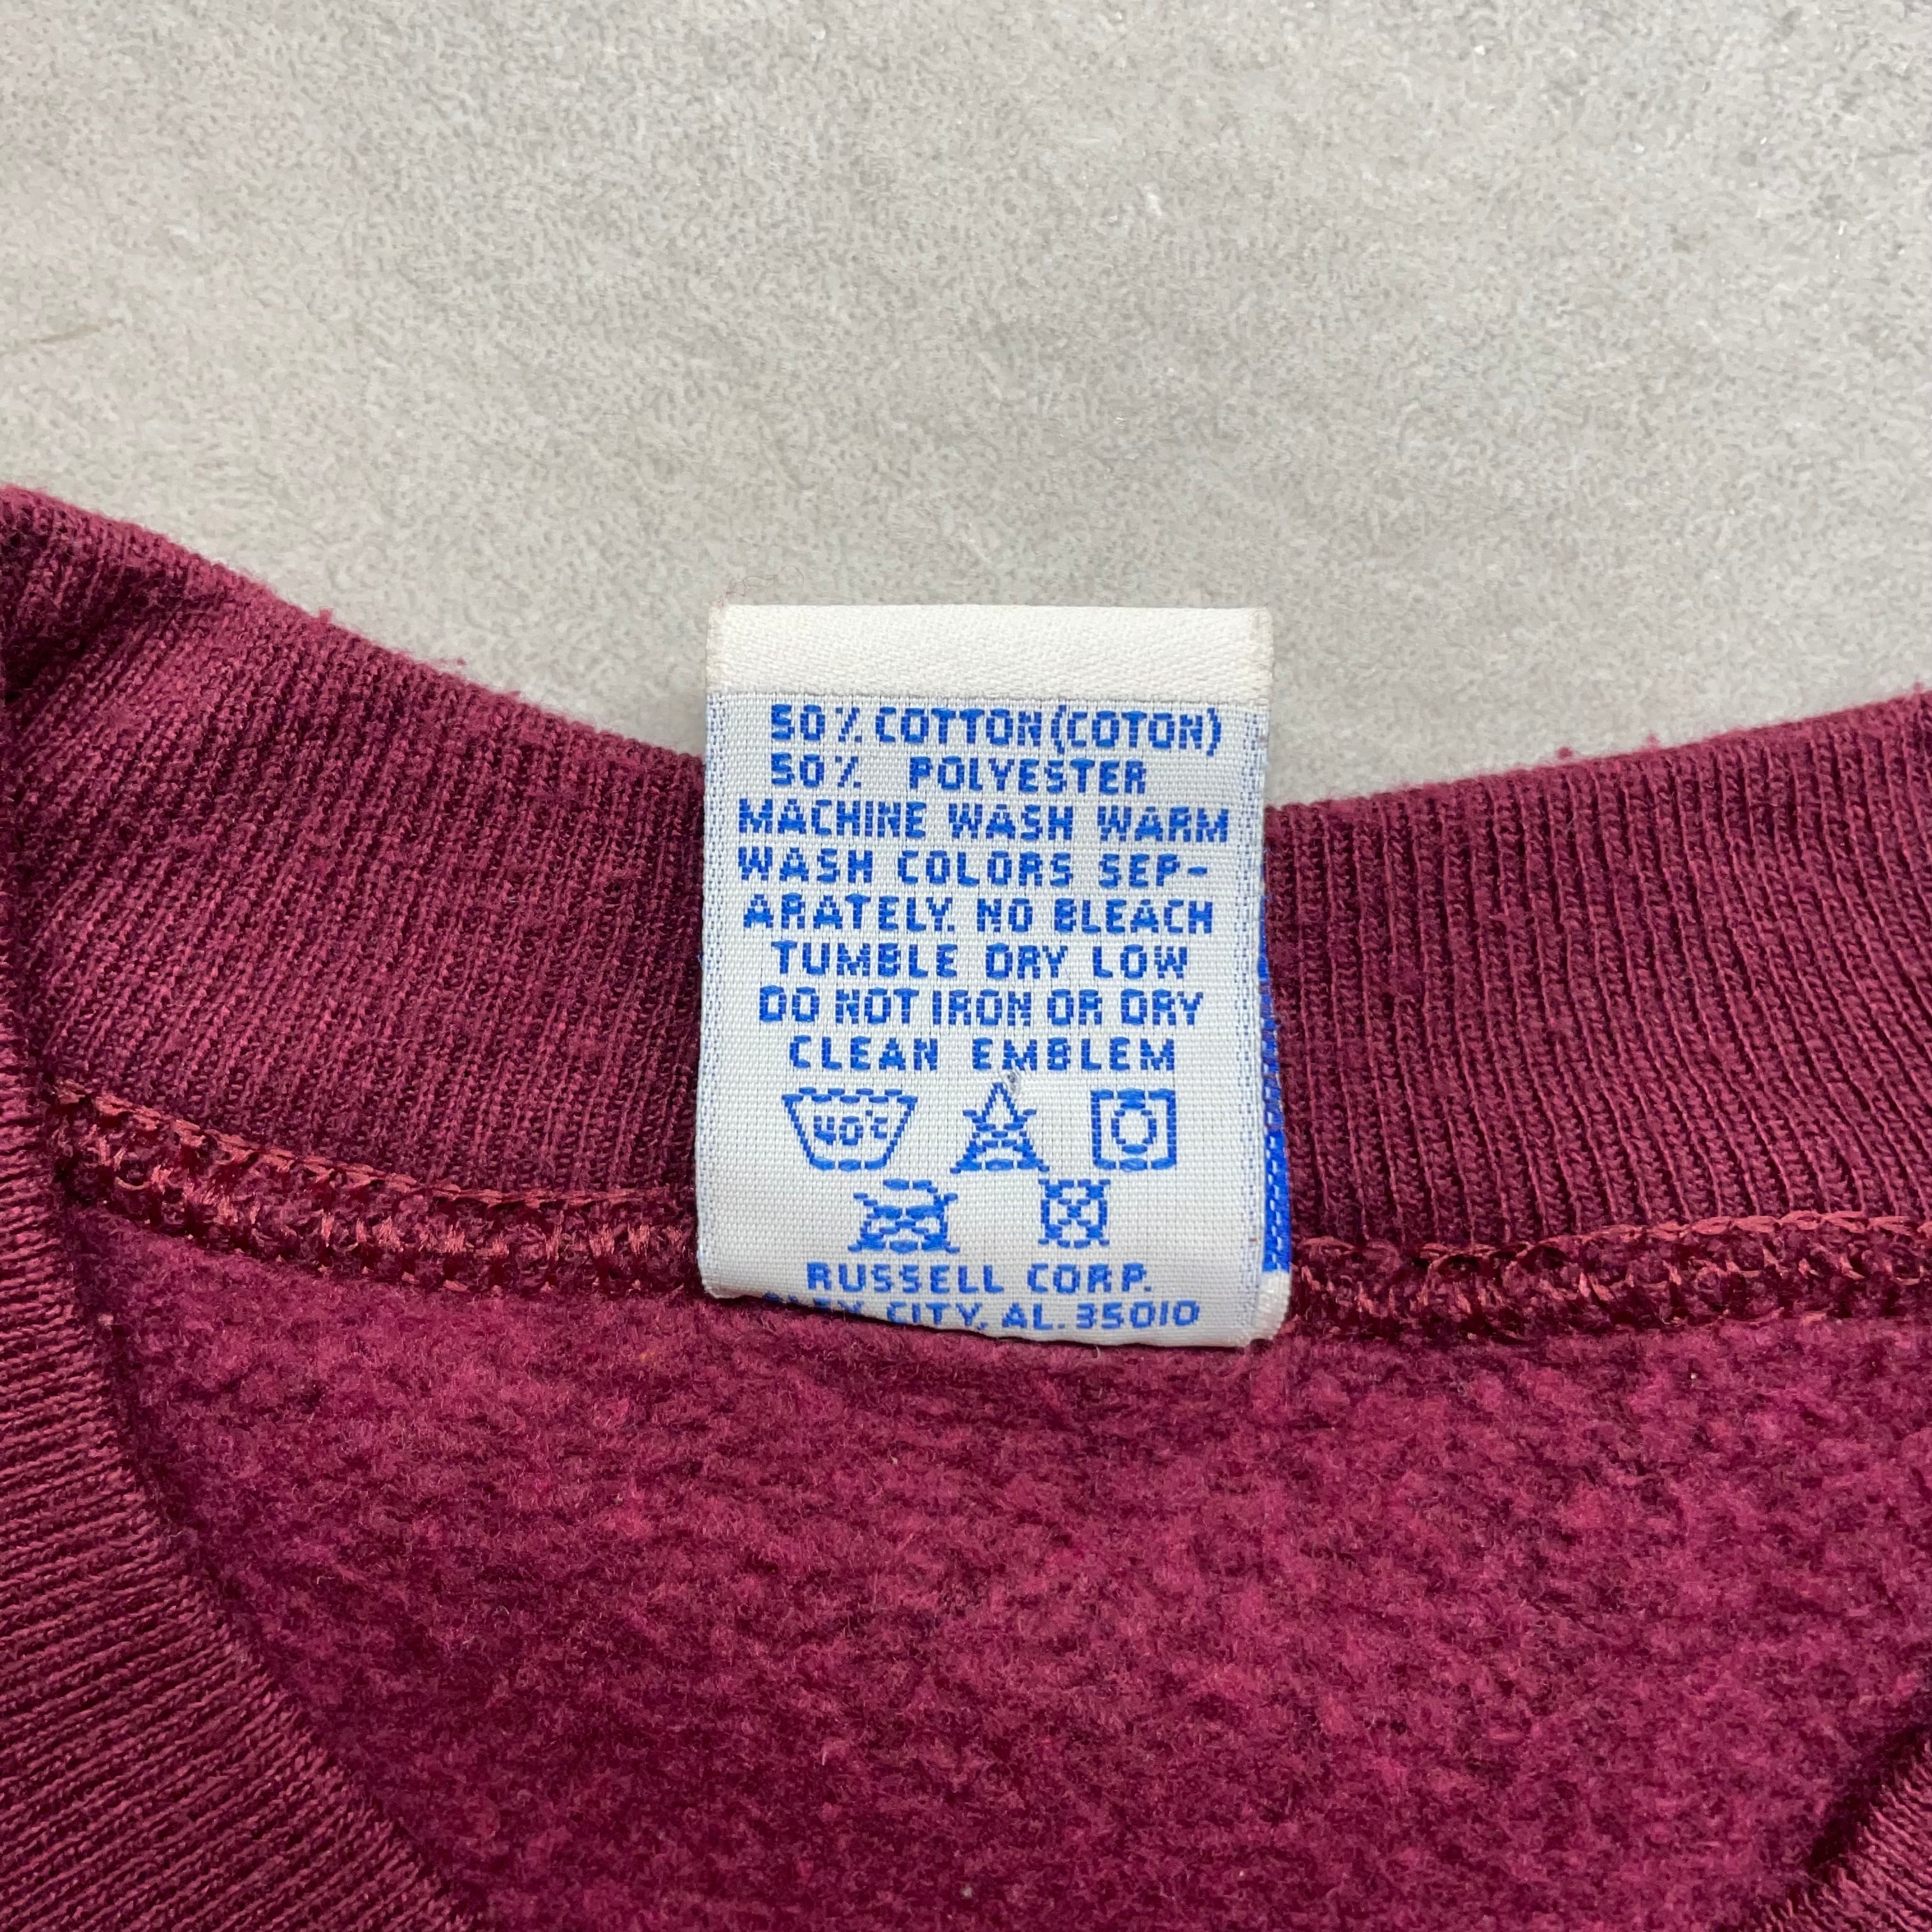 50% COTTON (COTON)
50% POLYESTER
MACHINE WASH WARM
WASH COLORS SEP-
ARATELY. NO BLEACH
TUMBLE DRY LOW
DO NOT IRON OR DRY
CLEAN EMBLEM
40°C
RUSSELL CORP.
ALEX CITY, AL. 35010